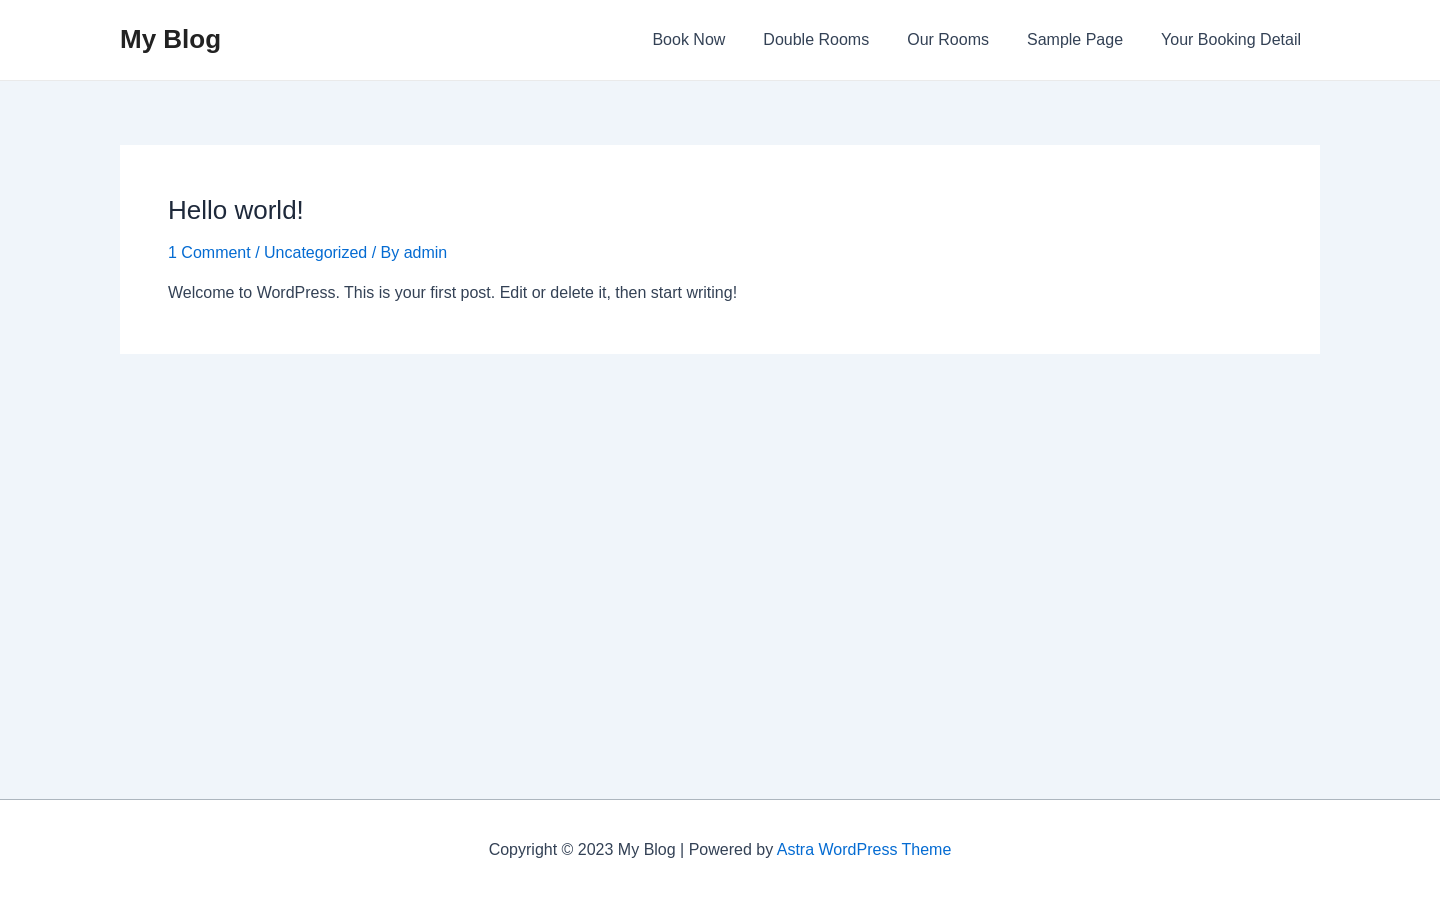 My Blog
Book Now
Double Rooms
Our Rooms
Sample Page
Your Booking Detail
Hello world!
1 Comment / Uncategorized / By admin
Welcome to WordPress. This is your first post. Edit or delete it, then start writing!
Copyright © 2023 My Blog | Powered by Astra WordPress Theme